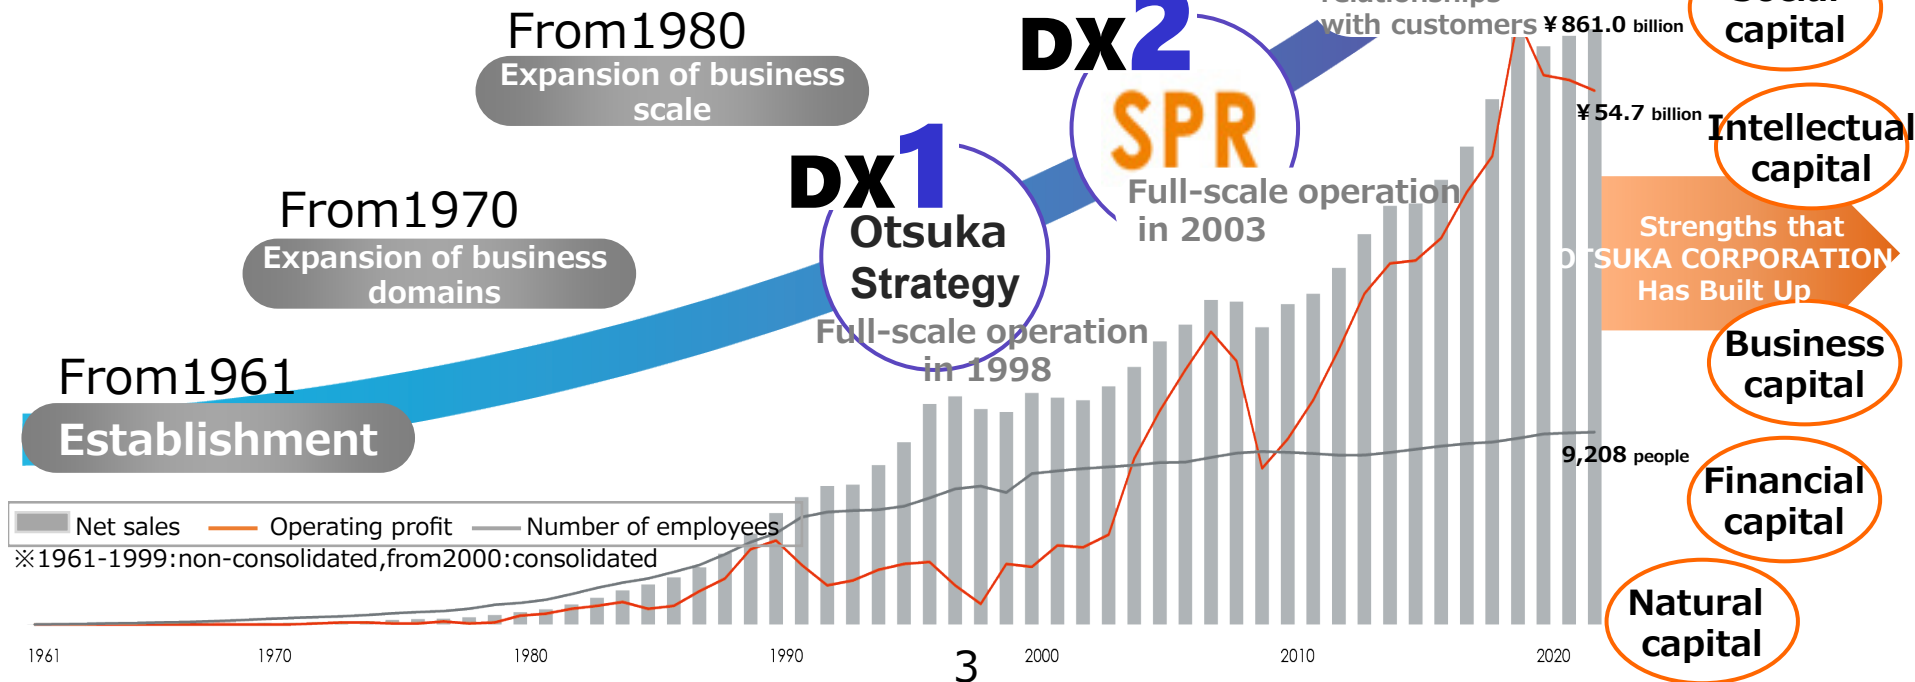 From1980
Expansion of business
scale
From1970
Expansion of business
domains
From1961
Establishment
DX1
Otsuka
Strategy
Full-scale operation
in 1998
DX2
SPR
Full-scale operation
in 2003
relationships
with customers
¥861.0 billion
¥54.7 billion
9,208 people
Social
capital
Intellectual
capital
Strengths that
OTSUKA CORPORATION
Has Built Up
Business
capital
Financial
capital
Natural
capital
Net sales
Operating profit
Number of employees
※1961-1999:non-consolidated,from2000:consolidated
1961
1970
1980
1990
2000
2010
2020
3